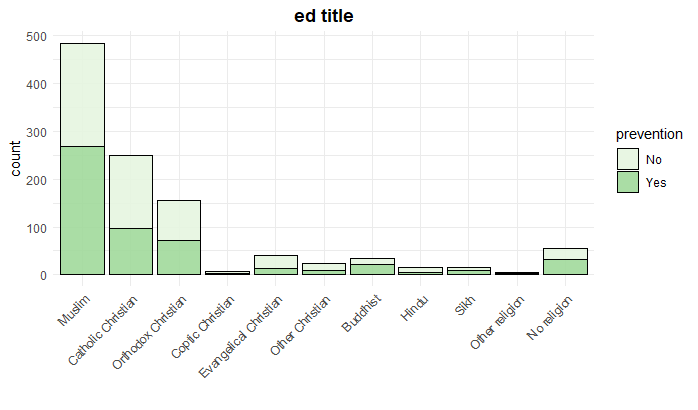 ed title
500
400
300
200
100
0
count
Muslim
Catholic Christian
Orthodox Christian
Coptic Christian
Evangelical Christian
Other Christian
Buddhist
Hindu
Sikh
Other religion
No religion
prevention
No
Yes